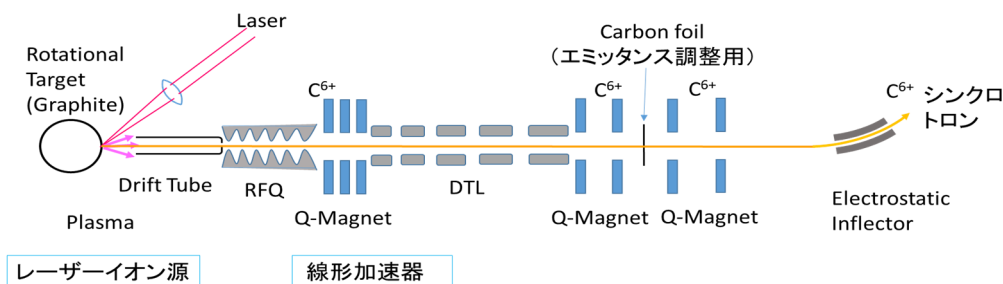 Laser
Rotational
Target
(Graphite)
Carbon foil
（エミッタンス調整用）
C6+
C6+
C6+
C6+ シンクロ
トロン
Drift Tube
RFQ
DTL
Plasma
Q-Magnet
Q-Magnet
Q-Magnet
Electrostatic
Inflector
レーザーイオン源
線形加速器